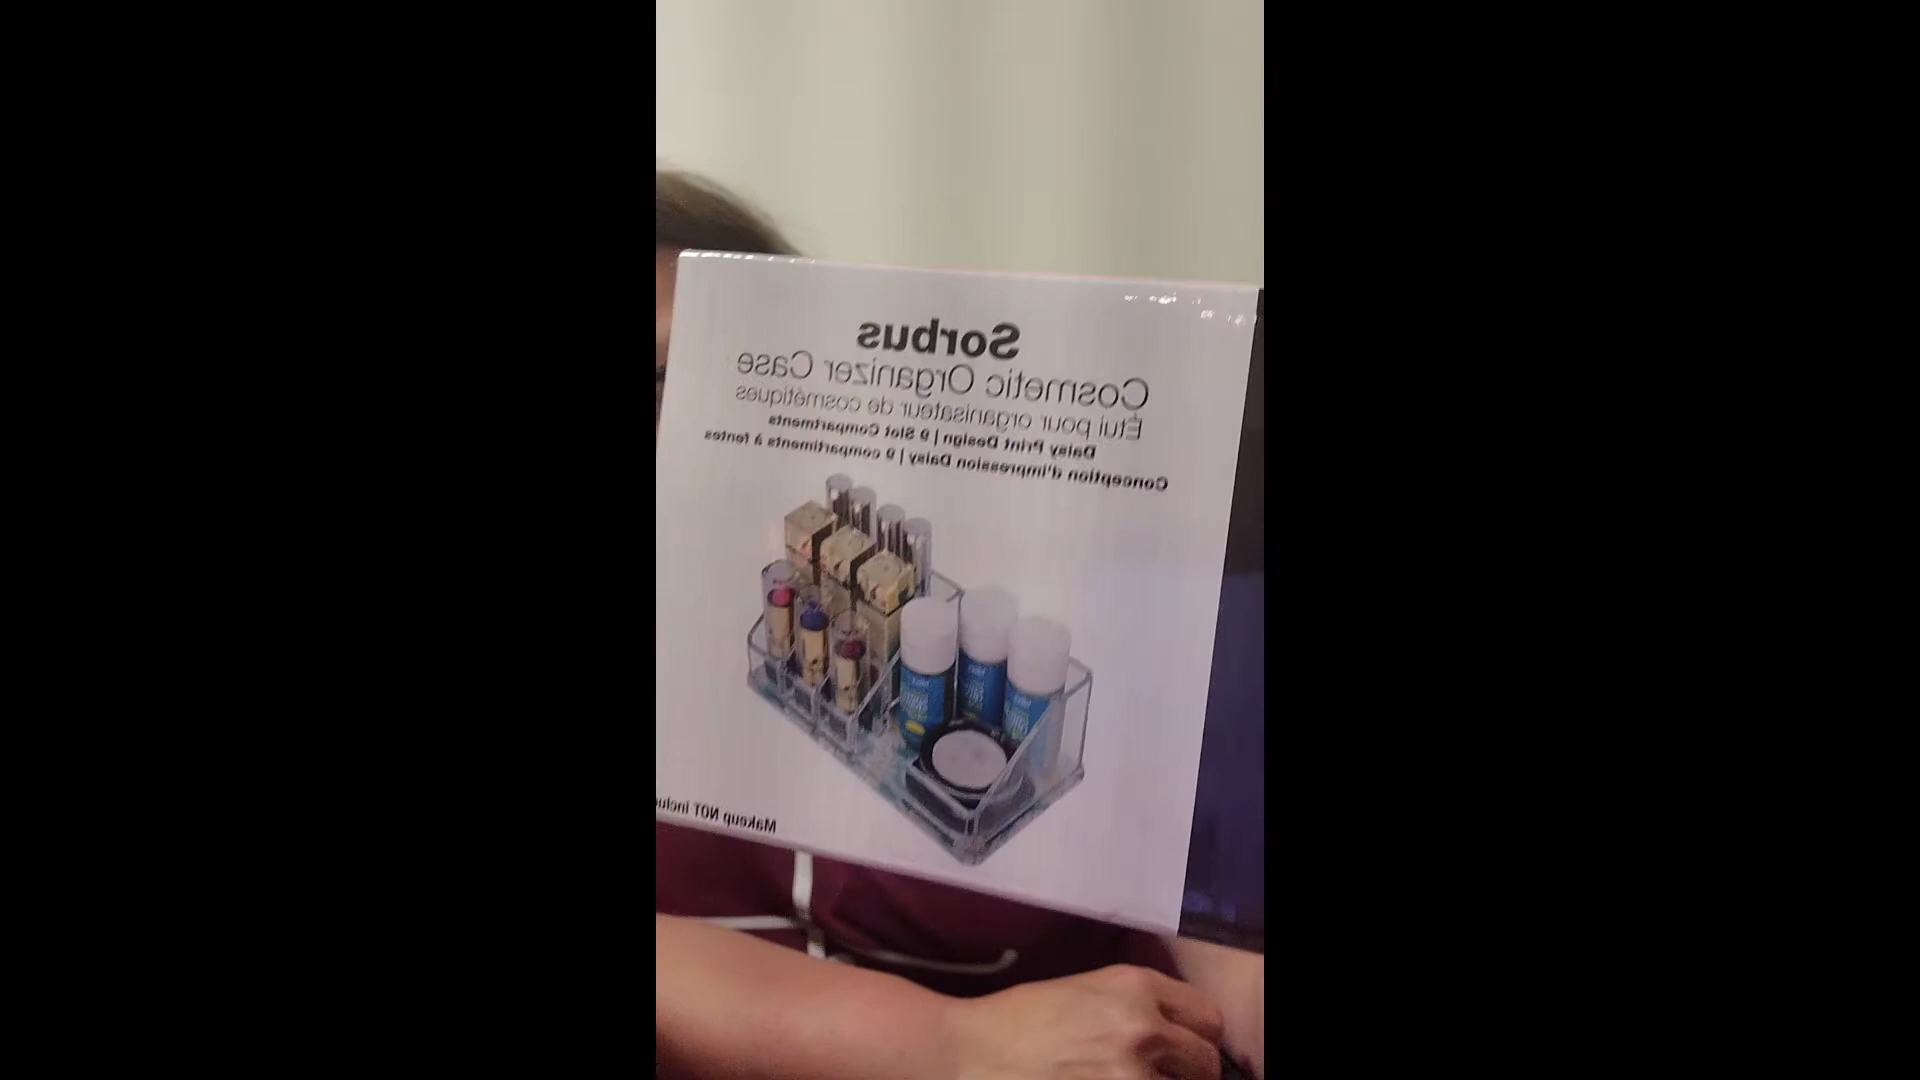 Sorbus
Cosmetic Organizer Case
Étui pour organisateur de cosmétiques
Daisy Print Design | 9 Slot Compartments
Conception d'impression Daisy | 9 compartiments à fentes
Makeup NOT